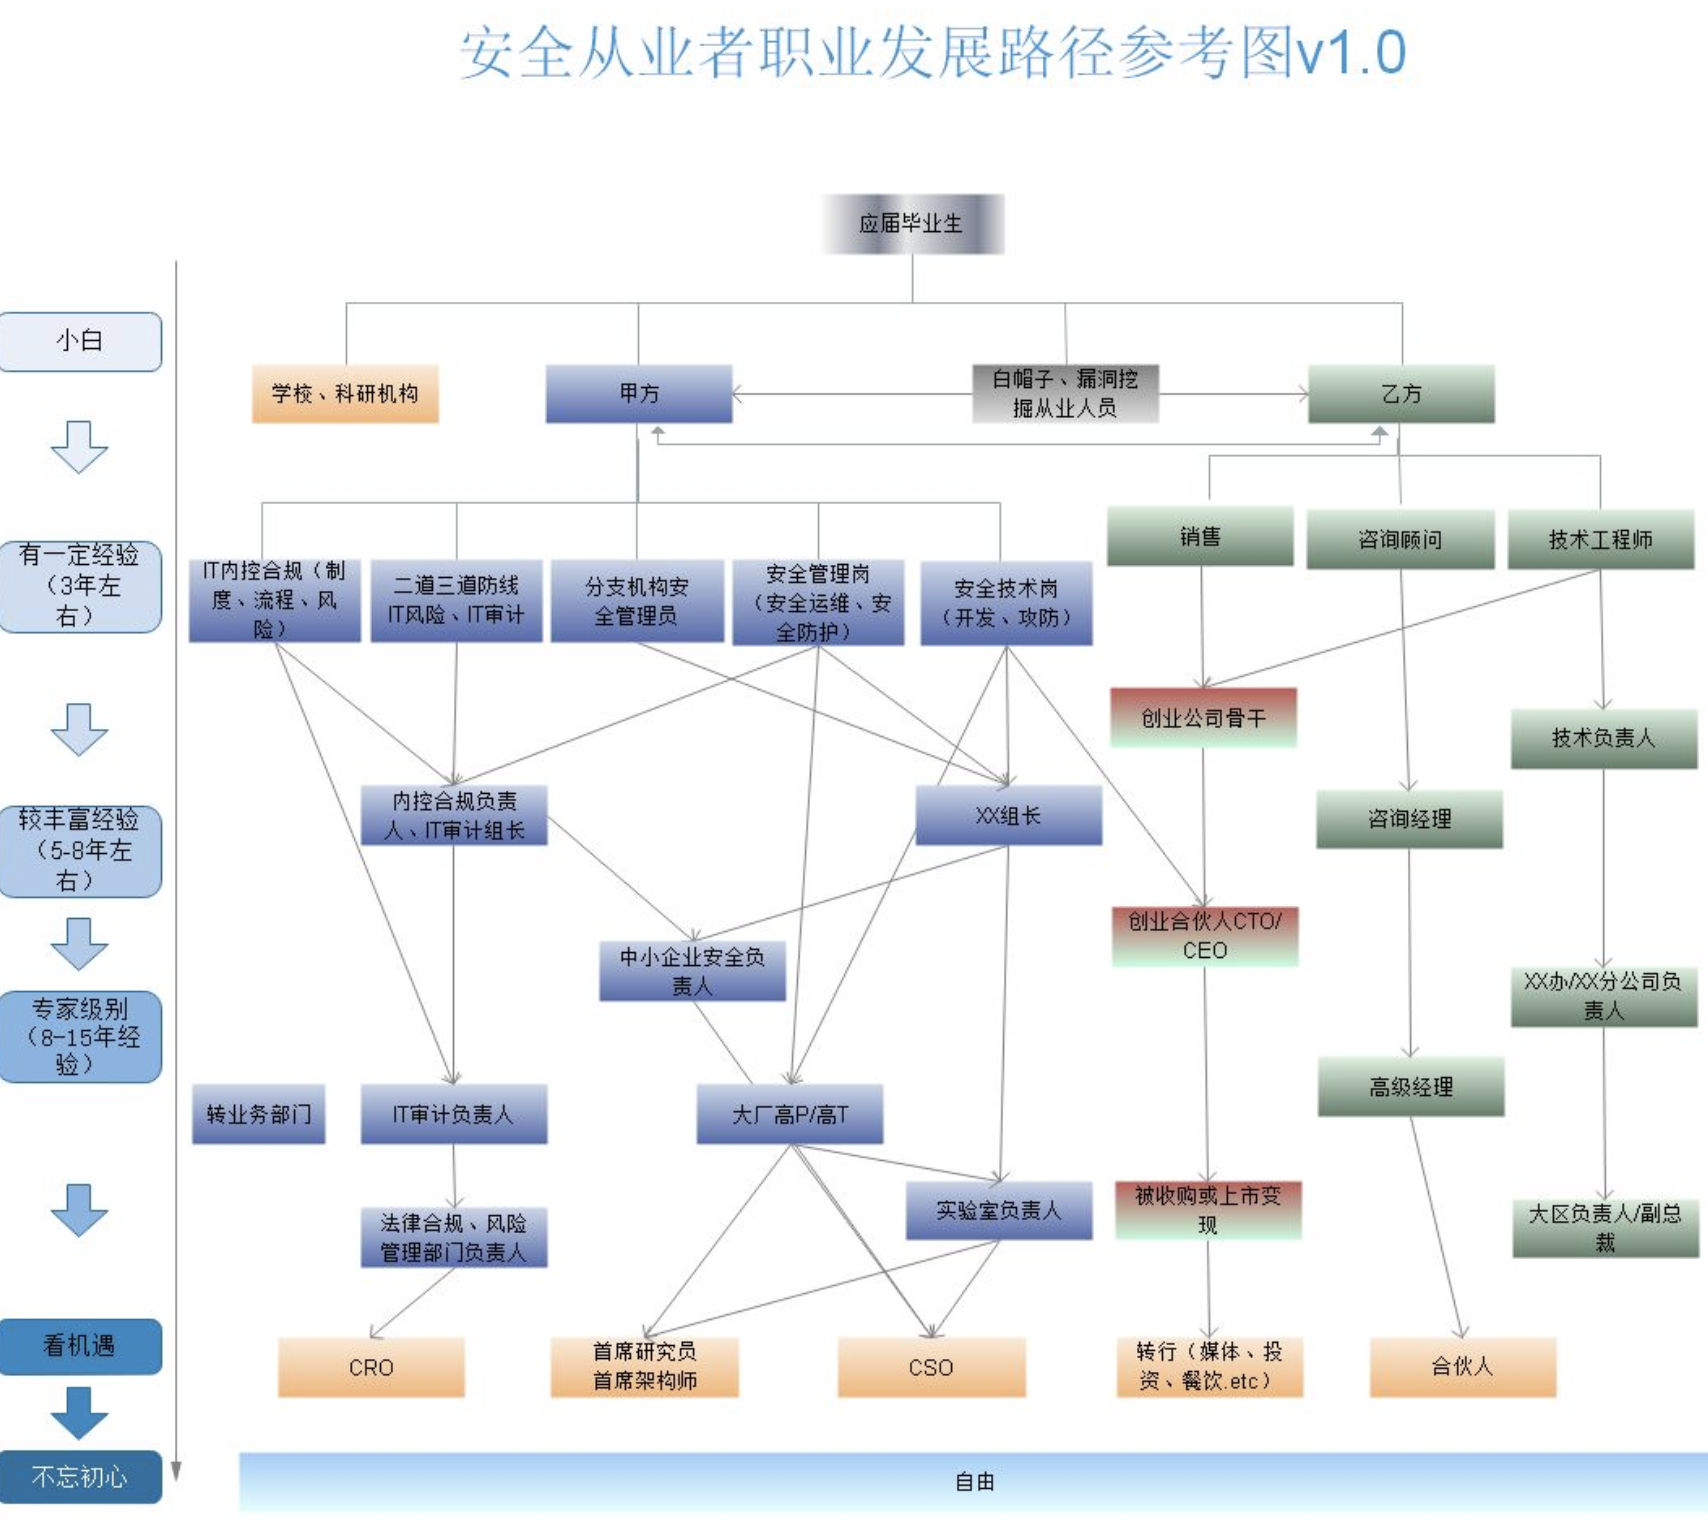 安全从业者职业发展路径参考图v1.0
应届毕业生
小白
学校、科研机构
甲方
白帽子、漏洞挖
掘从业人员
乙方
有一定经验
（3年左
右）
IT内控合规（制
度、流程、风
险）
二道三道防线
IT风险、IT审计
分支机构安
全管理员
安全管理岗
（安全运维、安
全防护）
安全技术岗
（开发、攻防）
销售
咨询顾问
技术工程师
创业公司骨干
技术负责人
较丰富经验
（5-8年左
右）
内控合规负责
人、IT审计组长
XX组长
咨询经理
中小企业安全负
责人
创业合伙人CTO/
CEO
XX办/XX分公司负
责人
专家级别
（8-15年经
验）
转业务部门
IT审计负责人
大厂高P/高T
高级经理
法律合规、风险
管理部门负责人
实验室负责人
被收购或上市变
现
大区负责人/副总
裁
看机遇
CRO
首席研究员
首席架构师
CSO
转行（媒体、投
资、餐饮.etc）
合伙人
不忘初心
自由